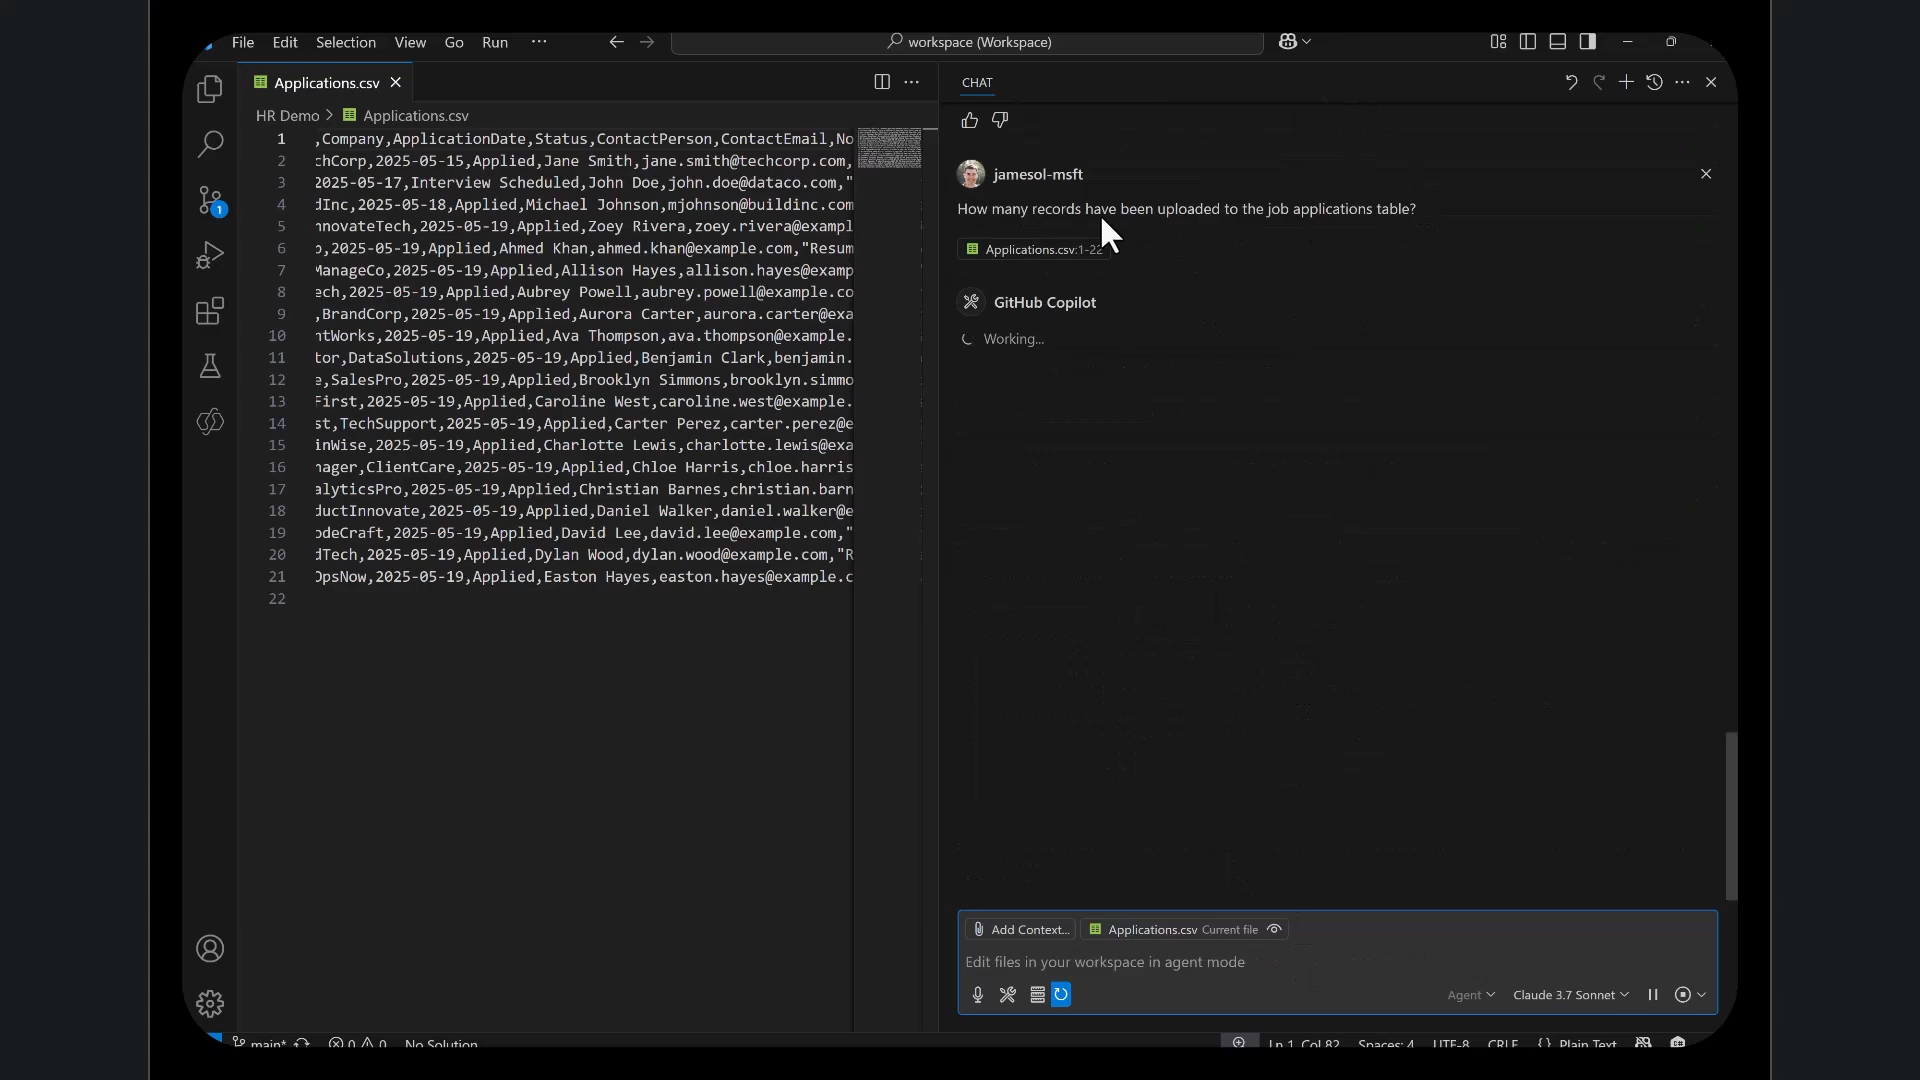 File Edit Selection View Go Run ···
workspace (Workspace)
Applications.csv
HR Demo > Applications.csv
1 ,Company,ApplicationDate,Status,ContactPerson,ContactEmail,No
2 chCorp,2025-05-15,Applied,Jane Smith,jane.smith@techcorp.com,
3 2025-05-17,Interview Scheduled,John Doe,john.doe@dataco.com,"
4 dInc,2025-05-18,Applied,Michael Johnson,mjohnson@buildinc.com
5 nnovateTech,2025-05-19,Applied,Zoey Rivera,zoey.rivera@exampl
6 o,2025-05-19,Applied,Ahmed Khan,ahmed.khan@example.com,"Resum
7 ManageCo,2025-05-19,Applied,Allison Hayes,allison.hayes@examp
8 ech,2025-05-19,Applied,Aubrey Powell,aubrey.powell@example.co
9 ,BrandCorp,2025-05-19,Applied,Aurora Carter,aurora.carter@exa
10 ntWorks,2025-05-19,Applied,Ava Thompson,ava.thompson@example.
11 tor,DataSolutions,2025-05-19,Applied,Benjamin Clark,benjamin.
12 e,SalesPro,2025-05-19,Applied,Brooklyn Simmons,brooklyn.simmo
13 First,2025-05-19,Applied,Caroline West,caroline.west@example.
14 st,TechSupport,2025-05-19,Applied,Carter Perez,carter.perez@e
15 inWise,2025-05-19,Applied,Charlotte Lewis,charlotte.lewis@exa
16 nager,ClientCare,2025-05-19,Applied,Chloe Harris,chloe.harris
17 alyticsPro,2025-05-19,Applied,Christian Barnes,christian.barn
18 ductInnovate,2025-05-19,Applied,Daniel Walker,daniel.walker@e
19 odeCraft,2025-05-19,Applied,David Lee,david.lee@example.com,"
20 dTech,2025-05-19,Applied,Dylan Wood,dylan.wood@example.com,"R
21 OpsNow,2025-05-19,Applied,Easton Hayes,easton.hayes@example.c
22
1
CHAT
jamesol-msft
How many records have been uploaded to the job applications table?
Applications.csv:1-22
GitHub Copilot
Working...
Add Context... Applications.csv Current file
Edit files in your workspace in agent mode
Agent Claude 3.7 Sonnet
main* 0 0 No Solution
Ln 1, Col 82 Spaces: 4 UTF-8 CRLF {} Plain Text